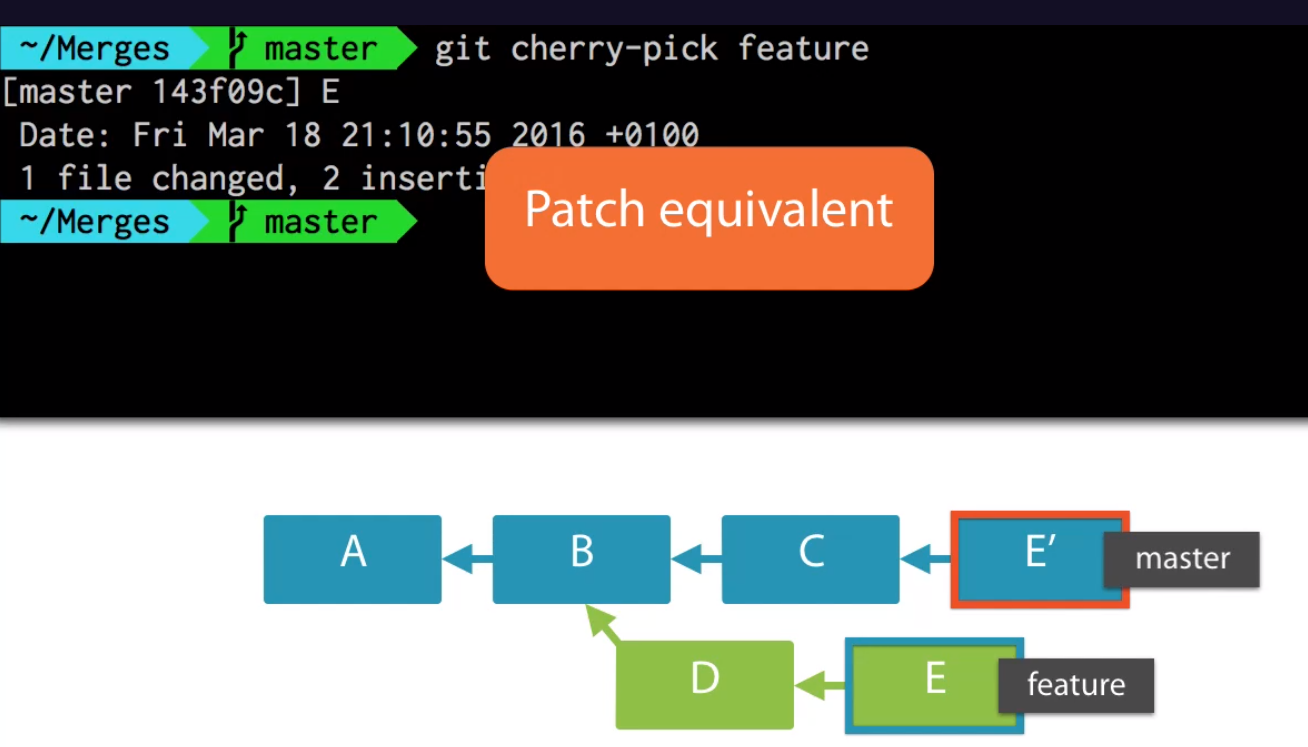 ~/Merges master git cherry-pick feature
[master 143f09c] E
Date: Fri Mar 18 21:10:55 2016 +0100
1 file changed, 2 inserti
~/Merges master
Patch equivalent
A B C E′ master
D E feature